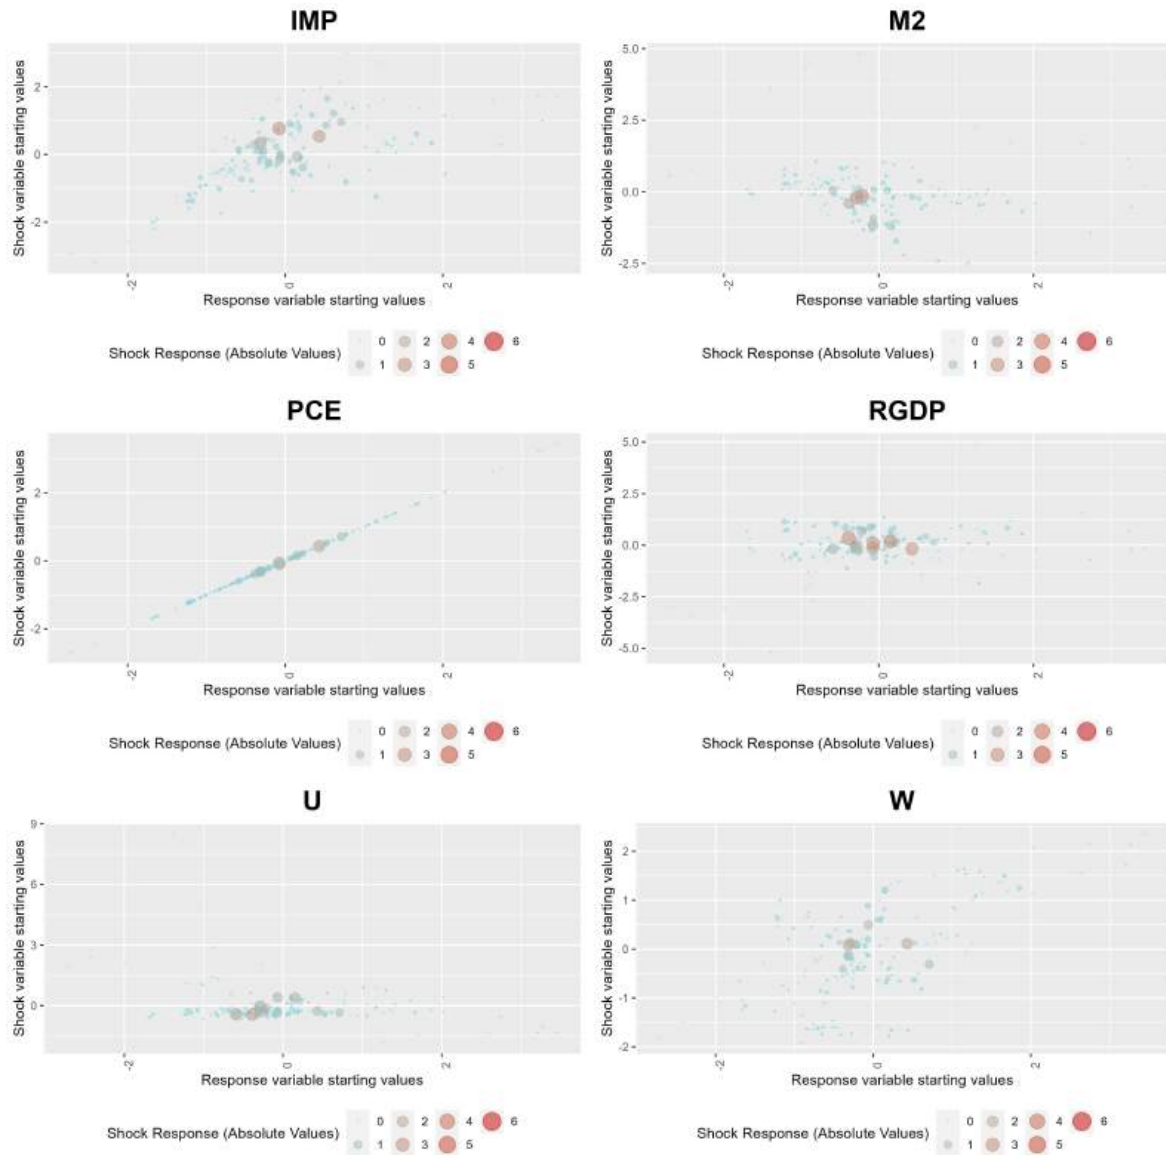 IMP
Shock variable starting values
2
0
-2
-2
0
2
Response variable starting values
Shock Response (Absolute Values)
0 2 4 6
1 3 5
M2
Shock variable starting values
5.0
2.5
0.0
-2.5
-2
0
2
Response variable starting values
Shock Response (Absolute Values)
0 2 4 6
1 3 5
PCE
Shock variable starting values
2
0
-2
-2
0
2
Response variable starting values
Shock Response (Absolute Values)
0 2 4 6
1 3 5
RGDP
Shock variable starting values
5.0
2.5
0.0
-2.5
-5.0
-2
0
2
Response variable starting values
Shock Response (Absolute Values)
0 2 4 6
1 3 5
U
Shock variable starting values
9
6
3
0
-2
0
2
Response variable starting values
Shock Response (Absolute Values)
0 2 4 6
1 3 5
W
Shock variable starting values
2
1
0
-1
-2
-2
0
2
Response variable starting values
Shock Response (Absolute Values)
0 2 4 6
1 3 5